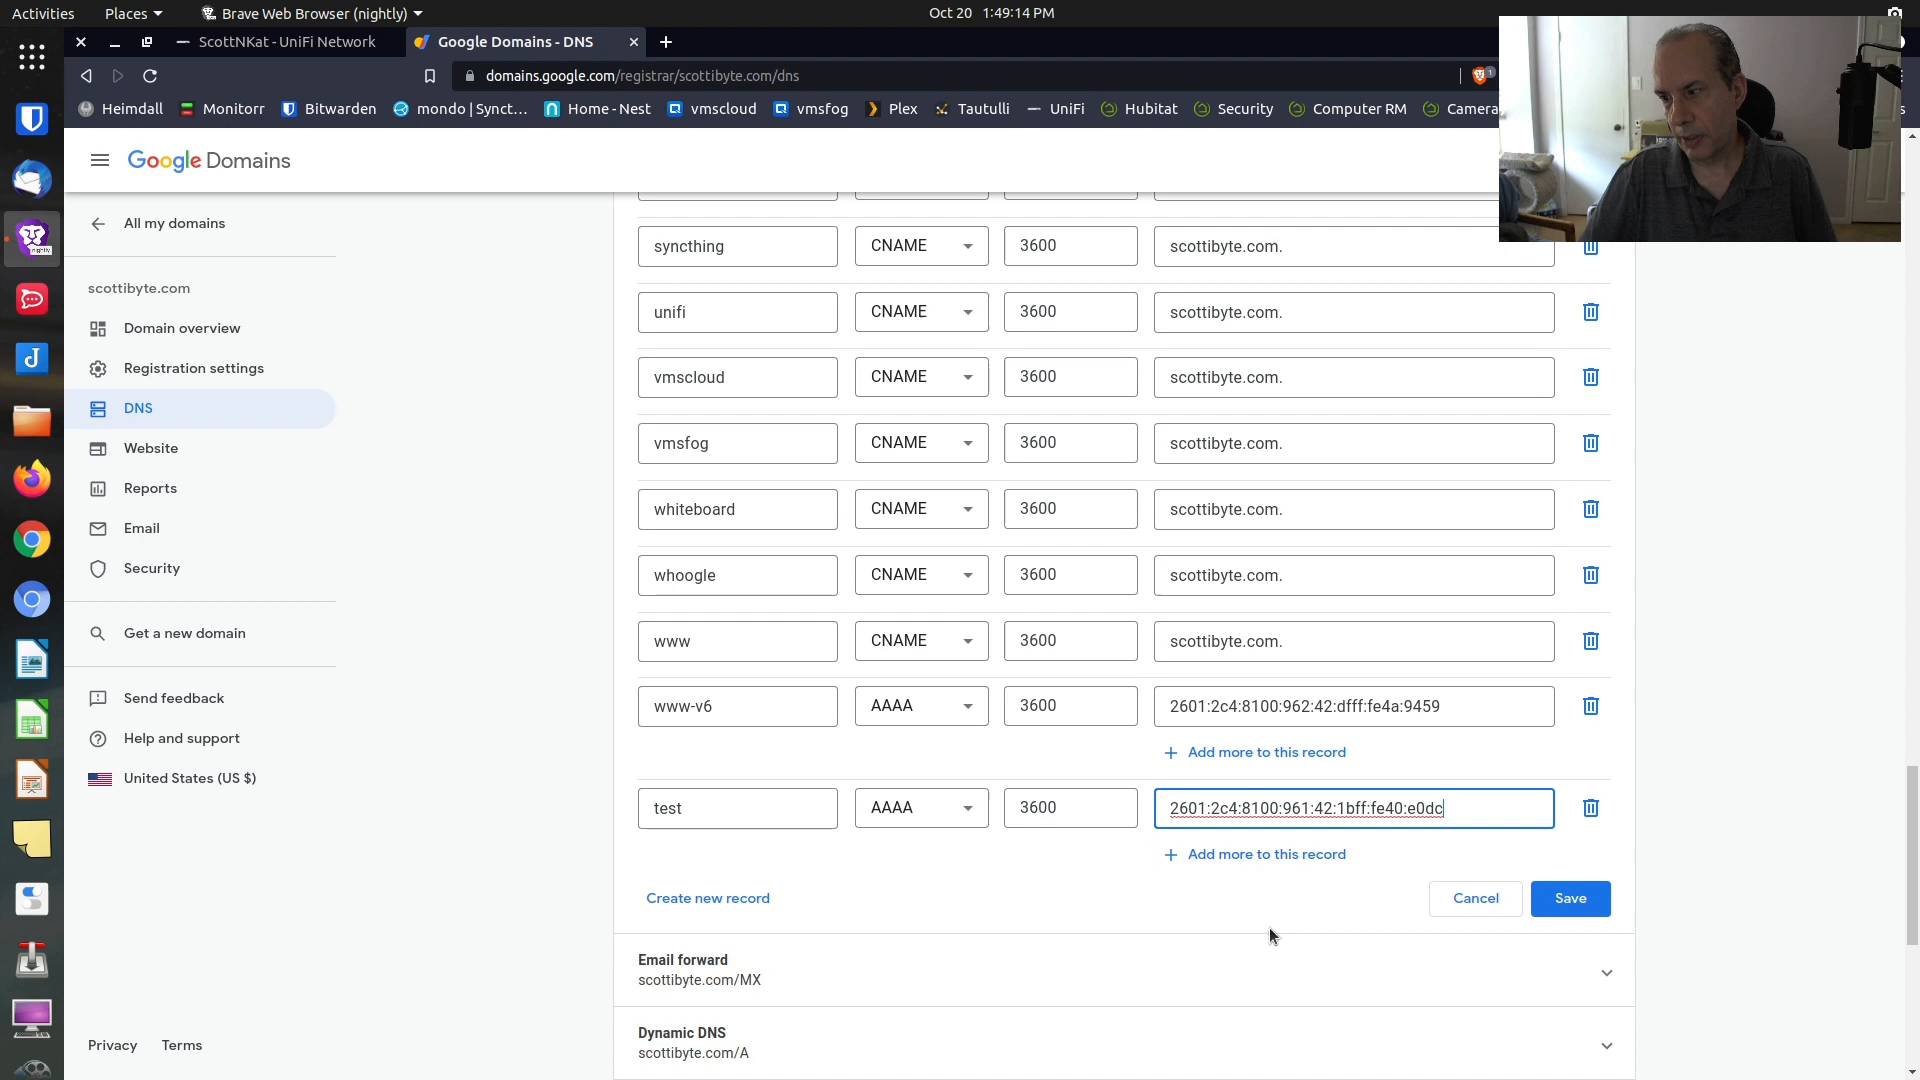 Activities Places Brave Web Browser (nightly) Oct 20 1:49:14 PM
ScottNKat - UniFi Network Google Domains - DNS
domains.google.com/registrar/scottibyte.com/dns 1
Heimdall Monitorr Bitwarden mondo | Synct... Home - Nest vmscloud vmsfog Plex Tautulli UniFi Hubitat Security Computer RM Camera
Google Domains
All my domains
scottibyte.com
Domain overview
Registration settings
DNS
Website
Reports
Email
Security
Get a new domain
Send feedback
Help and support
United States (US $)
Privacy Terms
syncthing CNAME 3600 scottibyte.com.
unifi CNAME 3600 scottibyte.com.
vmscloud CNAME 3600 scottibyte.com.
vmsfog CNAME 3600 scottibyte.com.
whiteboard CNAME 3600 scottibyte.com.
whoogle CNAME 3600 scottibyte.com.
www CNAME 3600 scottibyte.com.
www-v6 AAAA 3600 2601:2c4:8100:962:42:dfff:fe4a:9459
Add more to this record
test AAAA 3600 2601:2c4:8100:961:42:1bff:fe40:e0dc
Add more to this record
Create new record Cancel Save
Email forward
scottibyte.com/MX
Dynamic DNS
scottibyte.com/A